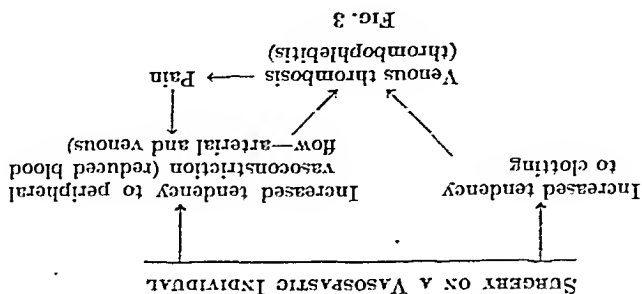 SURGERY ON A VASOSPASTIC INDIVIDUAL
Increased tendency
to clotting
Increased tendency to peripheral
vasoconstriction (reduced blood
flow—arterial and venous)
Venous thrombosis
(thrombophlebitis)
Pain
FIG. 3